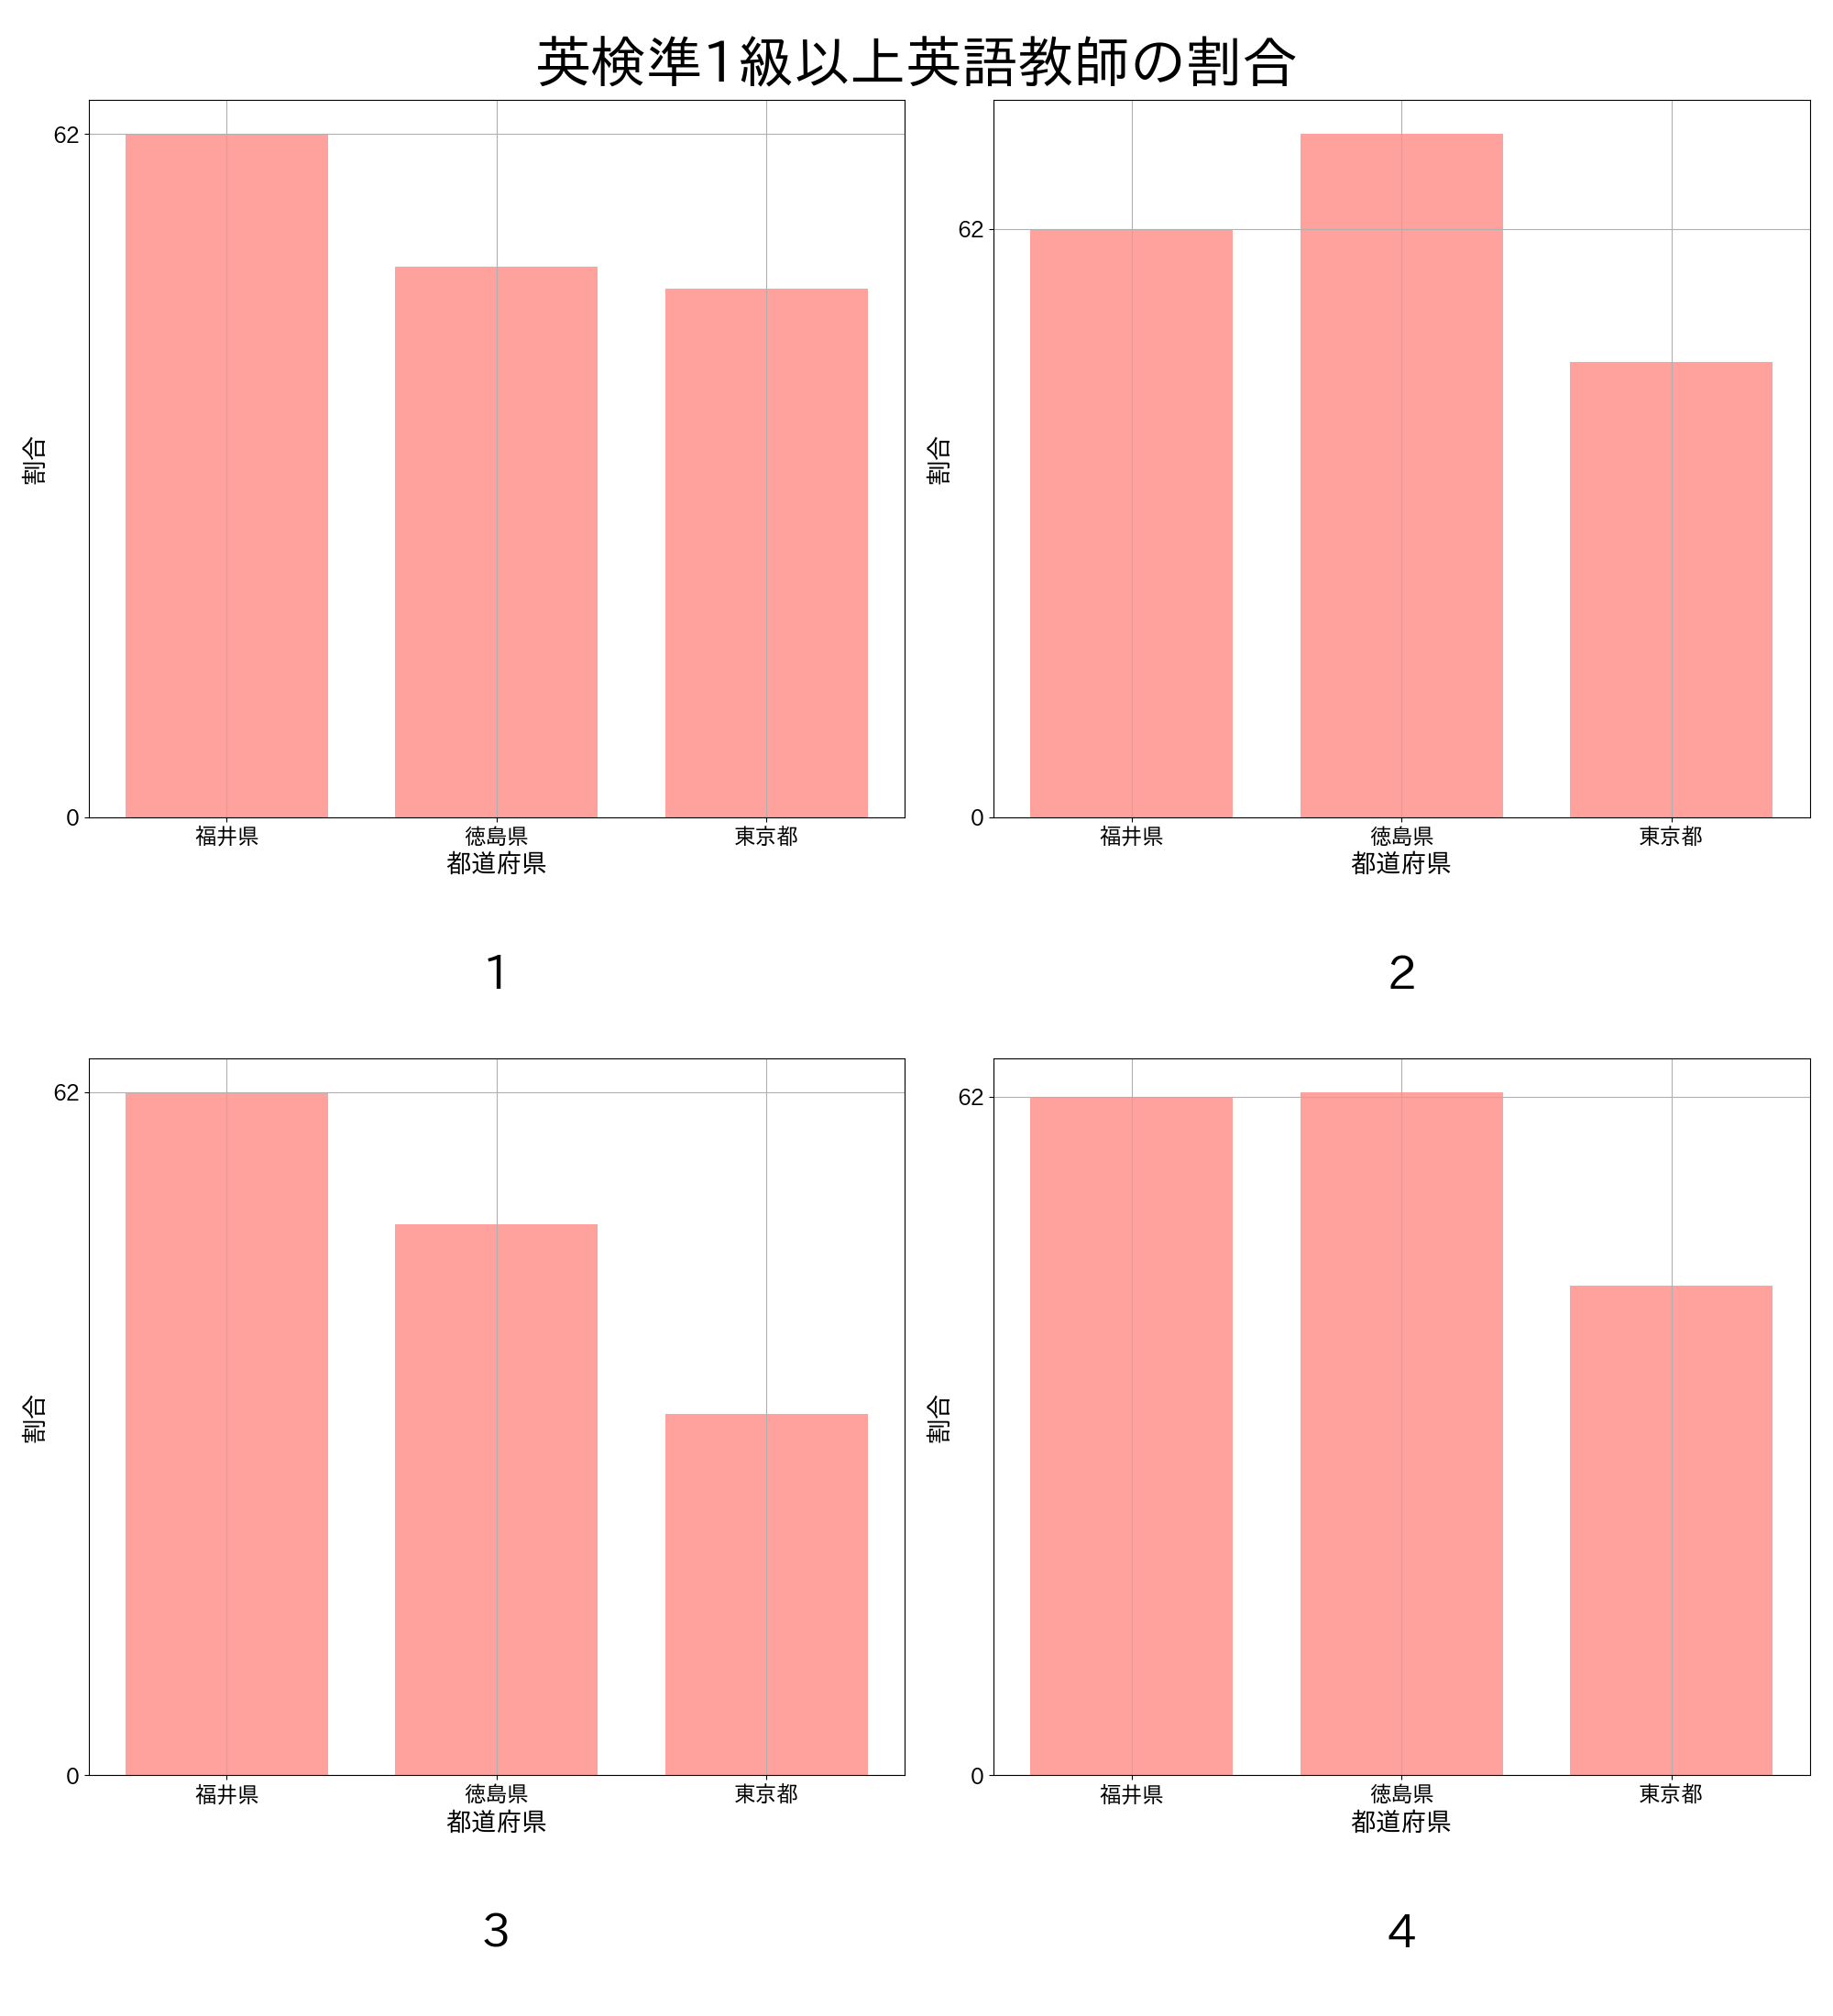 英検準1級以上英語教師の割合
62
割合
0
福井県 徳島県 東京都
都道府県
1
62
割合
0
福井県 徳島県 東京都
都道府県
2
62
割合
0
福井県 徳島県 東京都
都道府県
3
62
割合
0
福井県 徳島県 東京都
都道府県
4